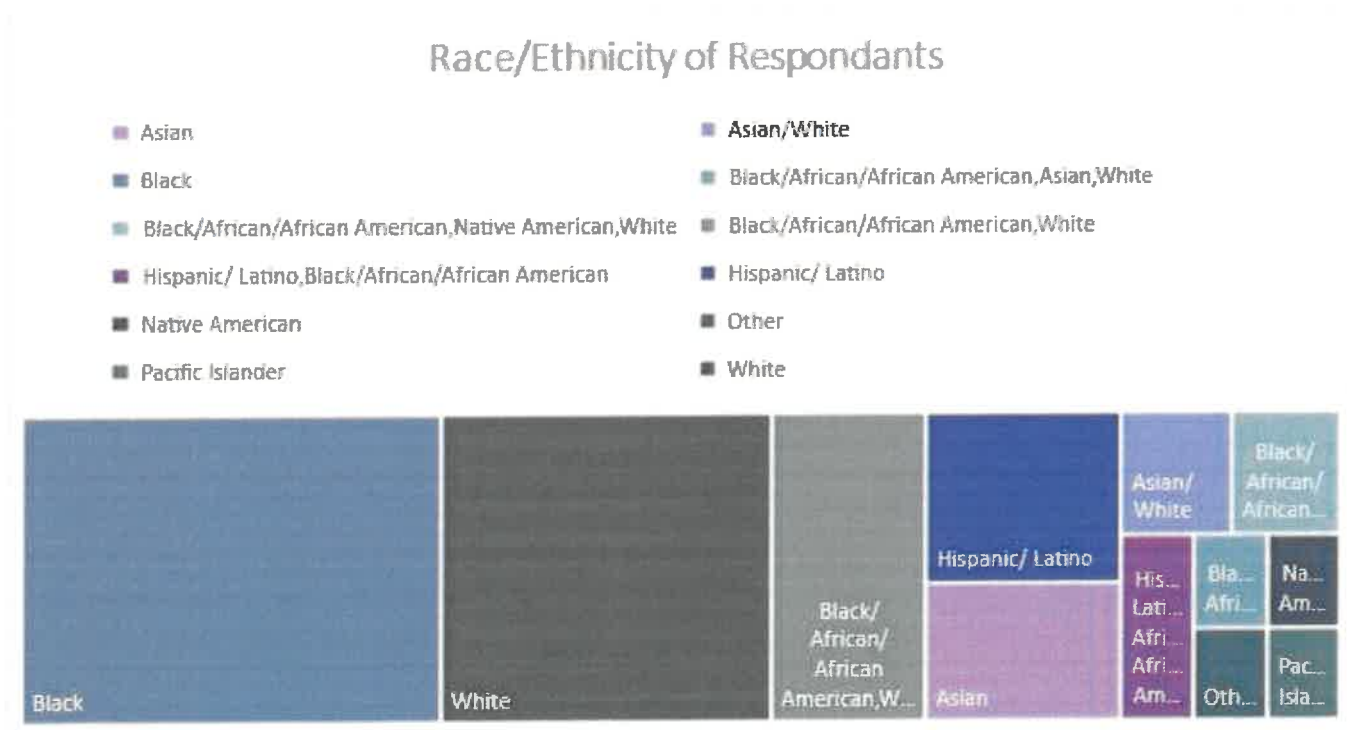 Race/Ethnicity of Respondants
Asian
Asian/White
Black
Black/African/African American,Asian,White
Black/African/African American,Native American,White
Black/African/African American,White
Hispanic/ Latino,Black/African/African American
Hispanic/ Latino
Native American
Other
Pacific Islander
White
Black
White
Black/
African/
African
American,W...
Hispanic/ Latino
Asian
Asian/
White
Black/
African/
African...
His...
Lati...
Afri...
Afri...
Am...
Bla...
Afri...
Na...
Am...
Oth...
Pac...
Isla...